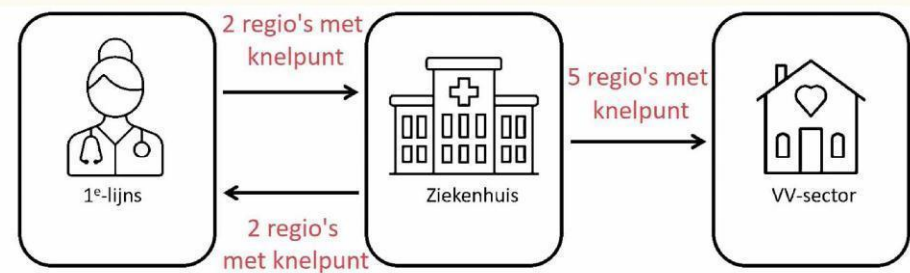 2 regio's met
knelpunt
5 regio's met
knelpunt
1e-lijns
Ziekenhuis
VV-sector
2 regio's
met knelpunt